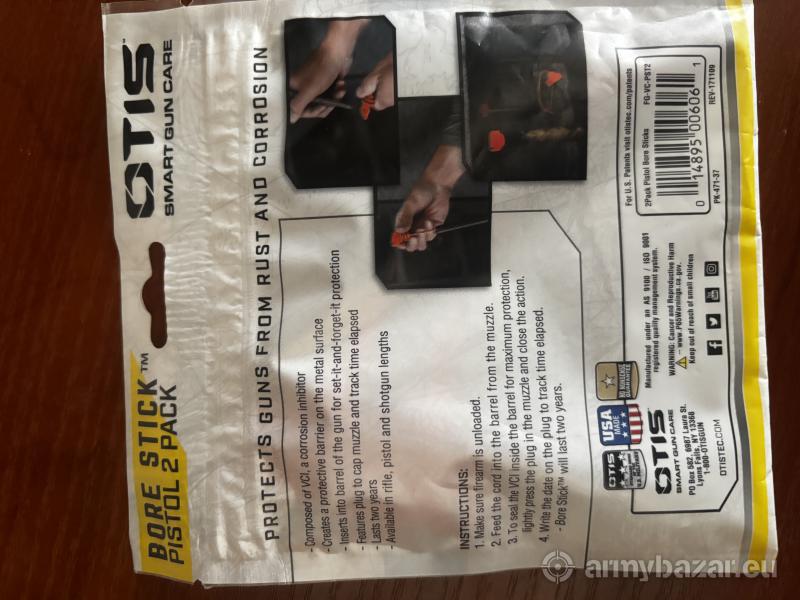 OTIS
SMART GUN CARE
BORE STICK™
PISTOL 2 PACK
PROTECTS GUNS FROM RUST AND CORROSION
- Composed of VCI, a corrosion inhibitor
- Creates a protective barrier on the metal surface
- Inserts into barrel of the gun for set-it-and-forget-it protection
- Features plug to cap muzzle and track time elapsed
- Lasts two years
- Available in rifle, pistol and shotgun lengths
INSTRUCTIONS:
1. Make sure firearm is unloaded.
2. Feed the cord into the barrel from the muzzle.
3. To seal the VCI inside the barrel for maximum protection,
lightly press the plug in the muzzle and close the action.
4. Write the date on the plug to track time elapsed.
- Bore Stick™ will last two years.
OTIS
U.S. MILITARY
USA
MADE
NO NONSENSE
GUARANTEE
OTIS
SMART GUN CARE
PO Box 582, 6987 Laura St.
Lyons Falls, NY 13368
1-800-OTISGUN
OTISTEC.COM
Manufactured under an AS 9100 / ISO 9001
registered quality management system.
WARNING: Cancer and Reproductive Harm
– www.P65Warnings.ca.gov.
Keep out of reach of small children
For U.S. Patents visit otistec.com/patents
2Pack Pistol Bore Sticks FG-VC-PST2
0 14895 00606 1
PK-471-37 REV-171109
armybazar.eu